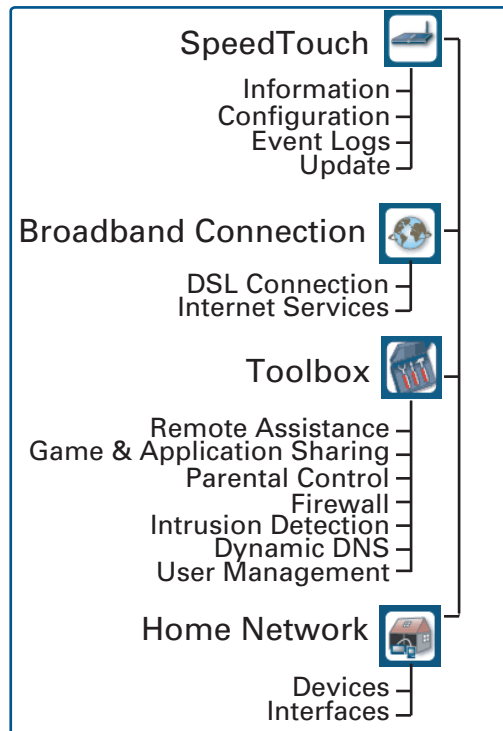 SpeedTouch
Information
Configuration
Event Logs
Update
Broadband Connection
DSL Connection
Internet Services
Toolbox
Remote Assistance
Game & Application Sharing
Parental Control
Firewall
Intrusion Detection
Dynamic DNS
User Management
Home Network
Devices
Interfaces